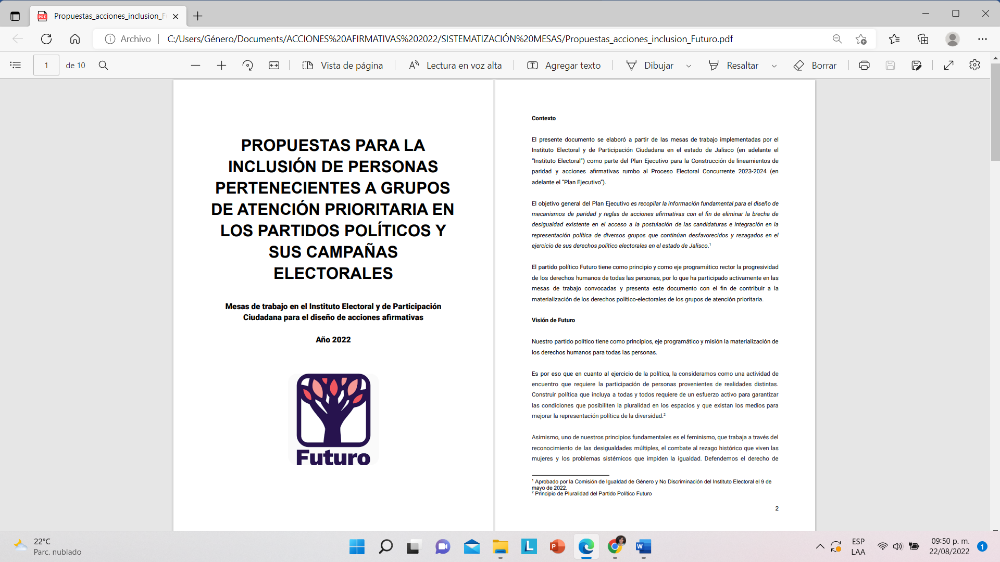 Propuestas_acciones_inclusion_F
Archivo
C:/Users/Género/Documents/ACCIONES%20AFIRMATIVAS%202022/SISTEMATIZACIÓN%20MESAS/Propuestas_acciones_inclusion_Futuro.pdf
1
de 10
Vista de página
Lectura en voz alta
Agregar texto
Dibujar
Resaltar
Borrar
PROPUESTAS PARA LA
INCLUSIÓN DE PERSONAS
PERTENECIENTES A GRUPOS
DE ATENCIÓN PRIORITARIA EN
LOS PARTIDOS POLÍTICOS Y
SUS CAMPAÑAS
ELECTORALES
Mesas de trabajo en el Instituto Electoral y de Participación
Ciudadana para el diseño de acciones afirmativas
Año 2022
Futuro
Contexto
El presente documento se elaboró a partir de las mesas de trabajo implementadas por el
Instituto Electoral y de Participación Ciudadana en el estado de Jalisco (en adelante el
“Instituto Electoral”) como parte del Plan Ejecutivo para la Construcción de lineamientos de
paridad y acciones afirmativas rumbo al Proceso Electoral Concurrente 2023-2024 (en
adelante el “Plan Ejecutivo”).
El objetivo general del Plan Ejecutivo es recopilar la información fundamental para el diseño de
mecanismos de paridad y reglas de acciones afirmativas con el fin de eliminar la brecha de
desigualdad existente en el acceso a la postulación de las candidaturas e integración en la
representación política de diversos grupos que continúan desfavorecidos y rezagados en el
ejercicio de sus derechos político electorales en el estado de Jalisco.1
El partido político Futuro tiene como principio y como eje programático rector la progresividad
de los derechos humanos de todas las personas, por lo que ha participado activamente en las
mesas de trabajo convocadas y presenta este documento con el fin de contribuir a la
materialización de los derechos político-electorales de los grupos de atención prioritaria.
Visión de Futuro
Nuestro partido político tiene como principios, eje programático y misión la materialización de
los derechos humanos para todas las personas.
Es por eso que en cuanto al ejercicio de la política, la consideramos como una actividad de
encuentro que requiere la participación de personas provenientes de realidades distintas.
Construir política que incluya a todas y todos requiere de un esfuerzo activo para garantizar
las condiciones que posibiliten la pluralidad en los espacios y que existan los medios para
mejorar la representación política de la diversidad.2
Asimismo, uno de nuestros principios fundamentales es el feminismo, que trabaja a través del
reconocimiento de las desigualdades múltiples, el combate al rezago histórico que viven las
mujeres y los problemas sistémicos que impiden la igualdad. Defendemos el derecho de
1 Aprobado por la Comisión de Igualdad de Género y No Discriminación del Instituto Electoral el 9 de
mayo de 2022.
2 Principio de Pluralidad del Partido Político Futuro
2
22°C
Parc. nublado
ESP
LAA
09:50 p. m.
22/08/2022
1